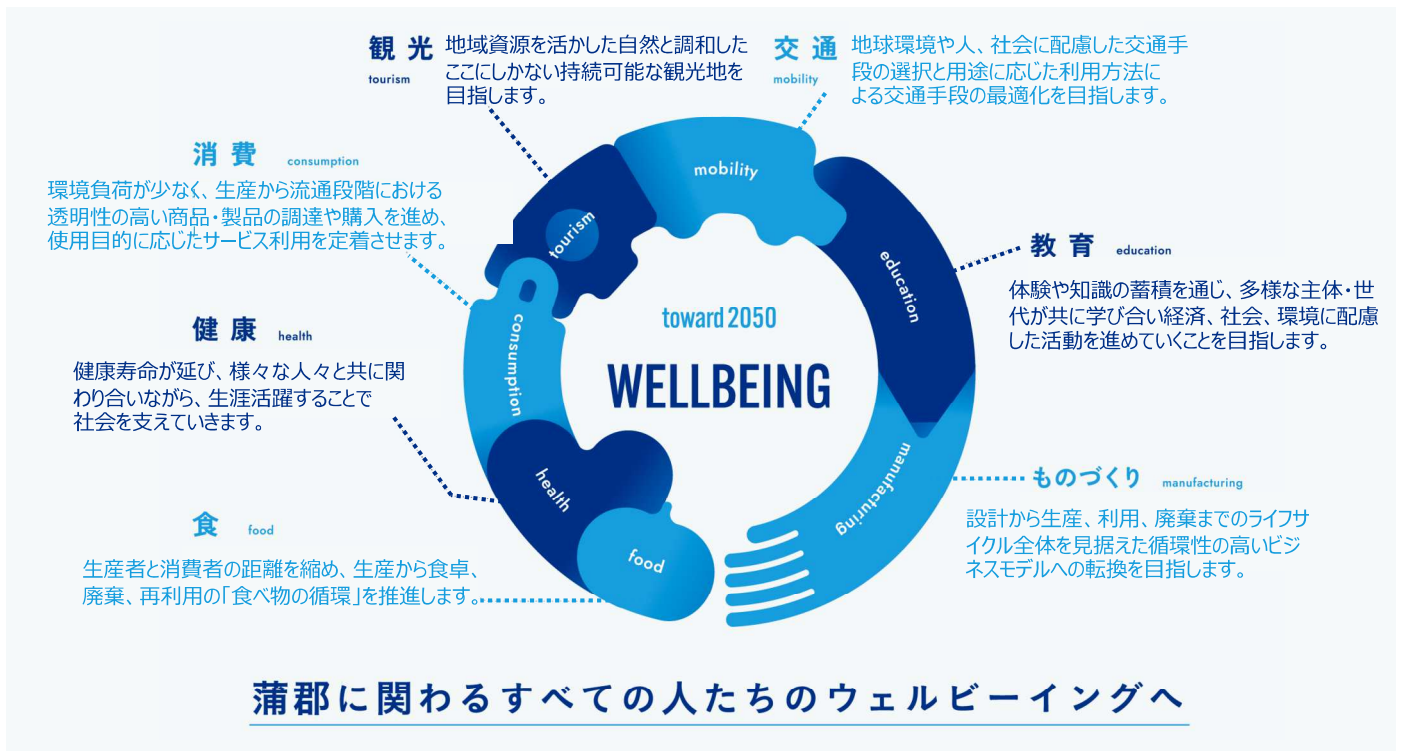 観光
tourism
地域資源を活かした自然と調和した
ここにしかない持続可能な観光地を
目指します。
交通
mobility
地球環境や人、社会に配慮した交通手
段の選択と用途に応じた利用方法に
よる交通手段の最適化を目指します。
消費 consumption
環境負荷が少なく、生産から流通段階における
透明性の高い商品・製品の調達や購入を進め、
使用目的に応じたサービス利用を定着させます。
教育 education
体験や知識の蓄積を通じ、多様な主体・世
代が共に学び合い経済、社会、環境に配慮
した活動を進めていくことを目指します。
健康 health
健康寿命が延び、様々な人々と共に関
わり合いながら、生涯活躍することで
社会を支えていきます。
ものづくり manufacturing
設計から生産、利用、廃棄までのライフサ
イクル全体を見据えた循環性の高いビジ
ネスモデルへの転換を目指します。
食 food
生産者と消費者の距離を縮め、生産から食卓、
廃棄、再利用の「食べ物の循環」を推進します。
mobility
tourism
education
consumption
manufacturing
health
food
toward 2050
WELLBEING
蒲郡に関わるすべての人たちのウェルビーイングへ